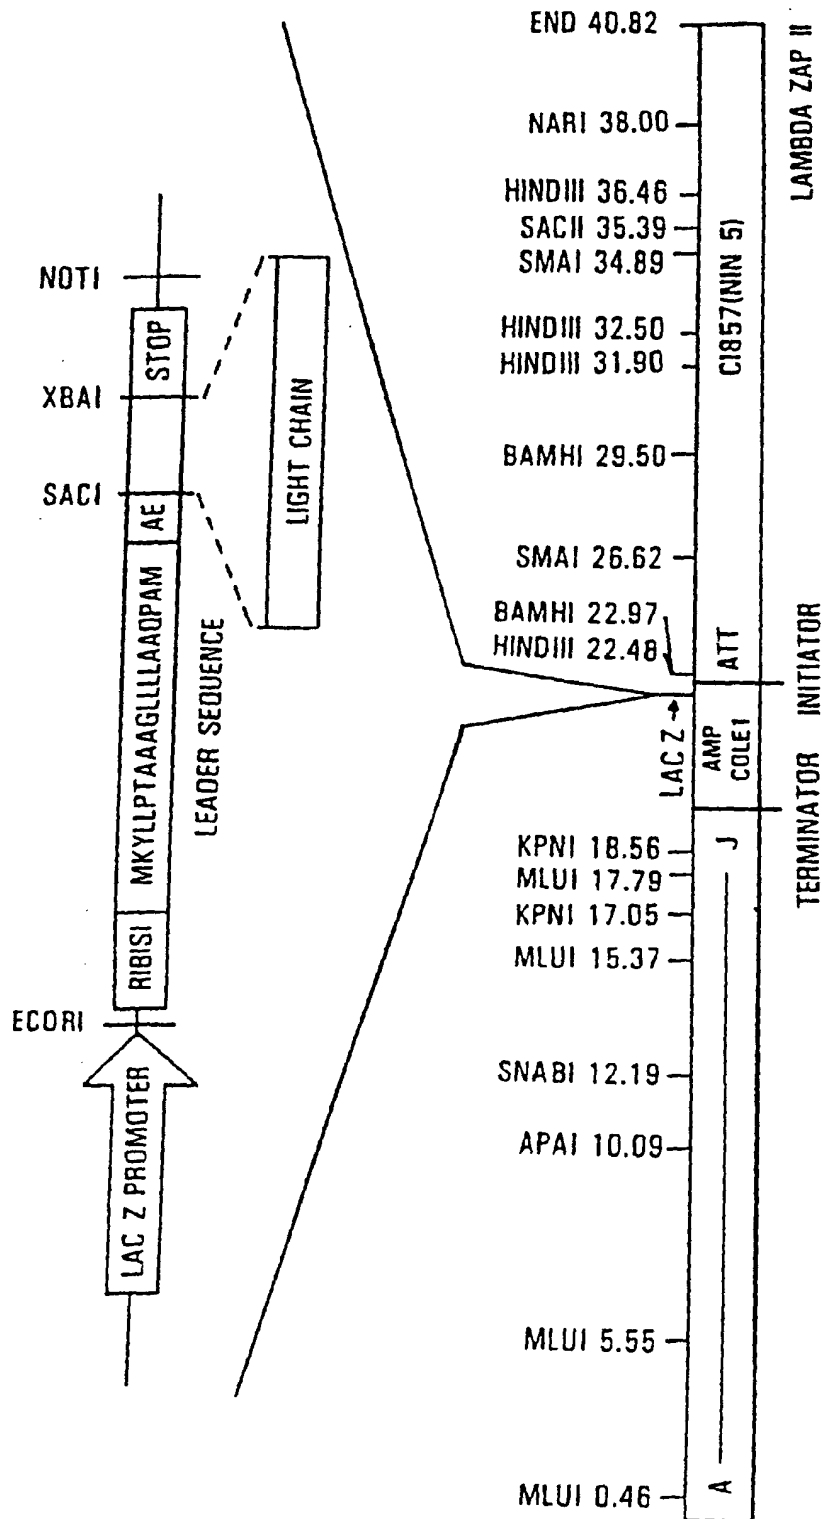 NOTI
XBAI
SACI
ECORI
STOP
AE
MKYLLPTAAAGLLLLAAQPAM
RIBISI
LAC Z PROMOTER
LEADER SEQUENCE
LIGHT CHAIN
END 40.82
NARI 38.00
HINDIII 36.46
SACII 35.39
SMAI 34.89
HINDIII 32.50
HINDIII 31.90
BAMHI 29.50
SMAI 26.62
BAMHI 22.97
HINDIII 22.48
LAC Z
KPNI 18.56
MLUI 17.79
KPNI 17.05
MLUI 15.37
SNABI 12.19
APAI 10.09
MLUI 5.55
MLUI 0.46
CI857(NIN 5)
ATT
AMP
COLE1
J
A
LAMBDA ZAP II
INITIATOR
TERMINATOR